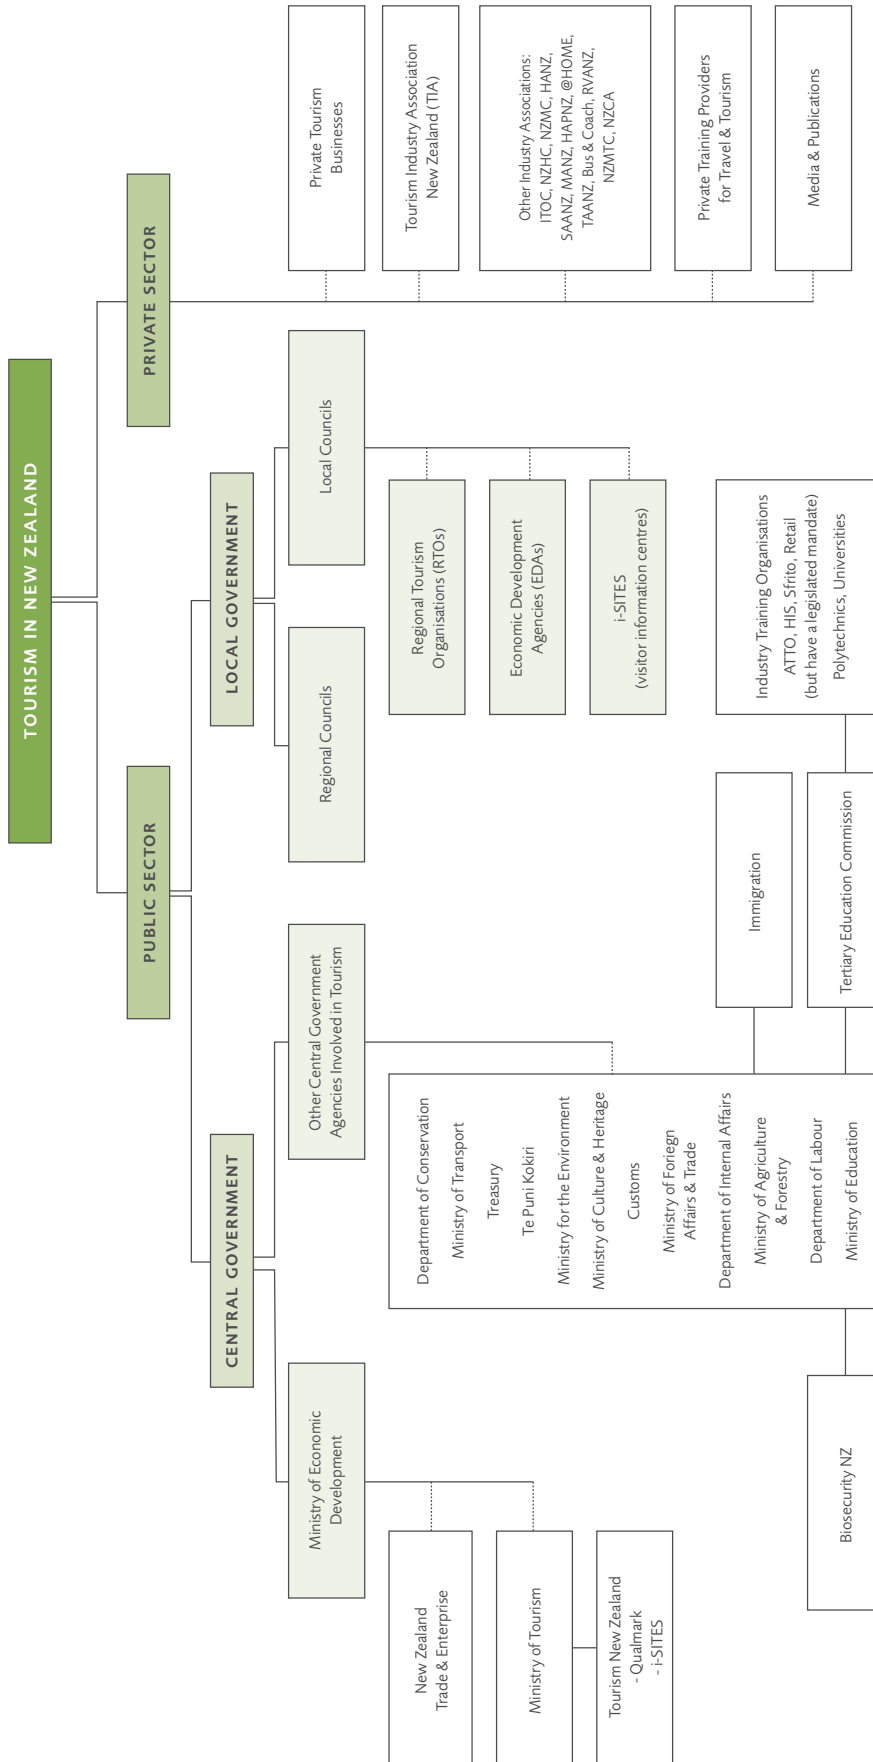 TOURISM IN NEW ZEALAND
PUBLIC SECTOR
PRIVATE SECTOR
CENTRAL GOVERNMENT
LOCAL GOVERNMENT
Ministry of Economic
Development
Other Central Government
Agencies Involved in Tourism
Regional Councils
Local Councils
Private Tourism
Businesses
New Zealand
Trade & Enterprise
Ministry of Tourism
Tourism New Zealand
- Qualmark
- i-SITES
Department of Conservation
Ministry of Transport
Treasury
Te Puni Kokiri
Ministry for the Environment
Ministry of Culture & Heritage
Customs
Ministry of Foriegn
Affairs & Trade
Department of Internal Affairs
Ministry of Agriculture
& Forestry
Department of Labour
Ministry of Education
Biosecurity NZ
Immigration
Tertiary Education Commission
Regional Tourism
Organisations (RTOs)
Economic Development
Agencies (EDAs)
i-SITES
(visitor information centres)
Industry Training Organisations
ATTO, HIS, Sfrito, Retail
(but have a legislated mandate)
Polytechnics, Universities
Tourism Industry Association
New Zealand (TIA)
Other Industry Associations:
ITOC, NZHC, NZMC, HANZ,
SAANZ, MANZ, HAPNZ, @HOME,
TAANZ, Bus & Coach, RVANZ,
NZMTC, NZCA
Private Training Providers
for Travel & Tourism
Media & Publications